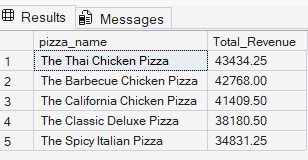 Results Messages
pizza_name Total_Revenue
1 The Thai Chicken Pizza 43434.25
2 The Barbecue Chicken Pizza 42768.00
3 The California Chicken Pizza 41409.50
4 The Classic Deluxe Pizza 38180.50
5 The Spicy Italian Pizza 34831.25